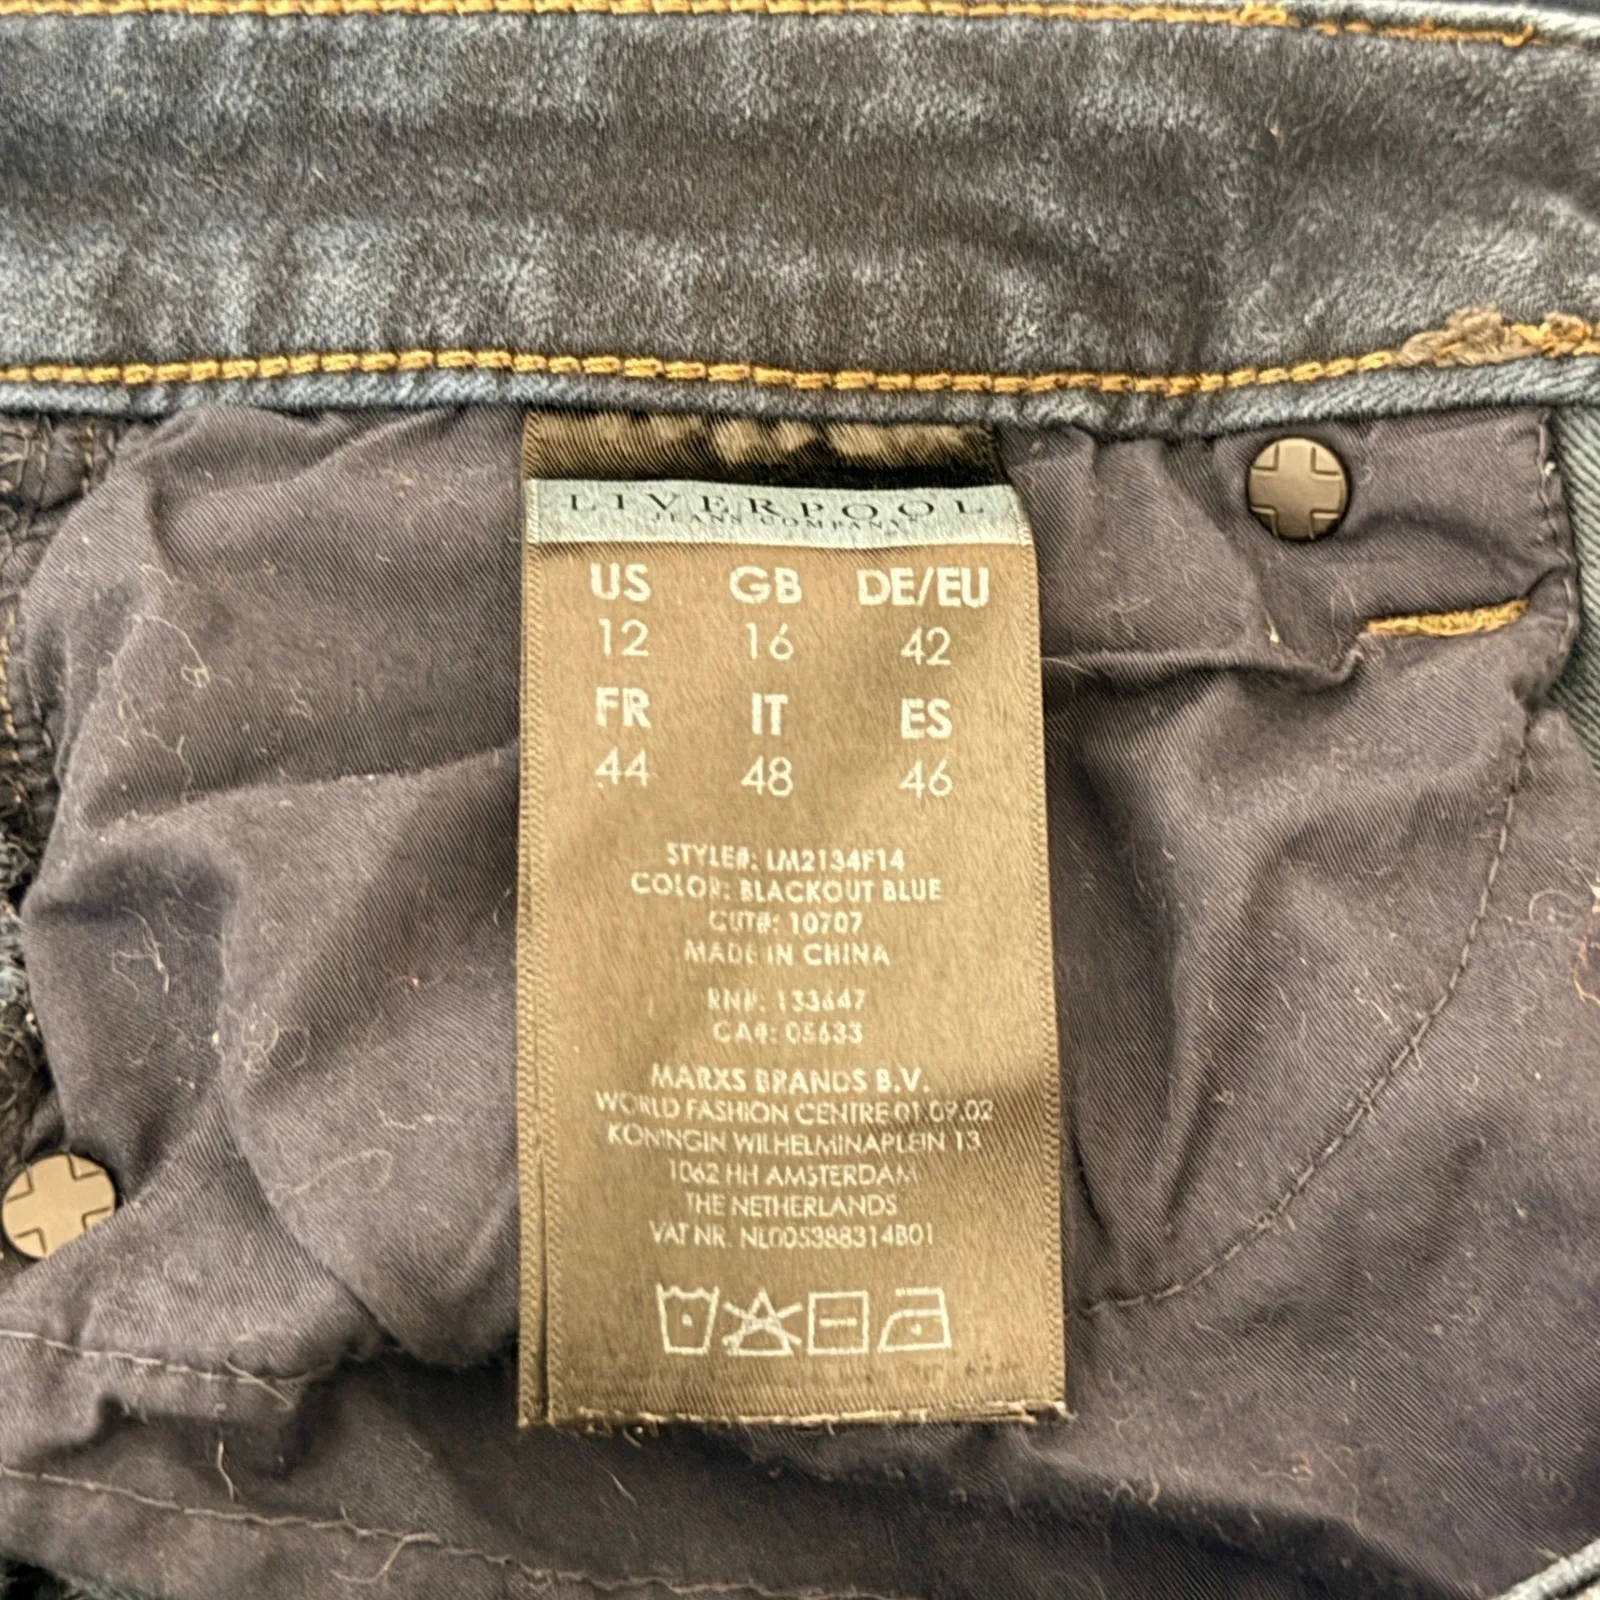 LIVERPOOL
JEANS COMPANY
US GB DE/EU
12 16 42
FR IT ES
44 48 46
STYLE#: LM2134F14
COLOR: BLACKOUT BLUE
CUT#: 10707
MADE IN CHINA
RN#: 133647
CA#: 05633
MARXS BRANDS B.V.
WORLD FASHION CENTRE 01.09.02
KONINGIN WILHELMINAPLEIN 13
1062 HH AMSTERDAM
THE NETHERLANDS
VAT NR. NL005388314B01